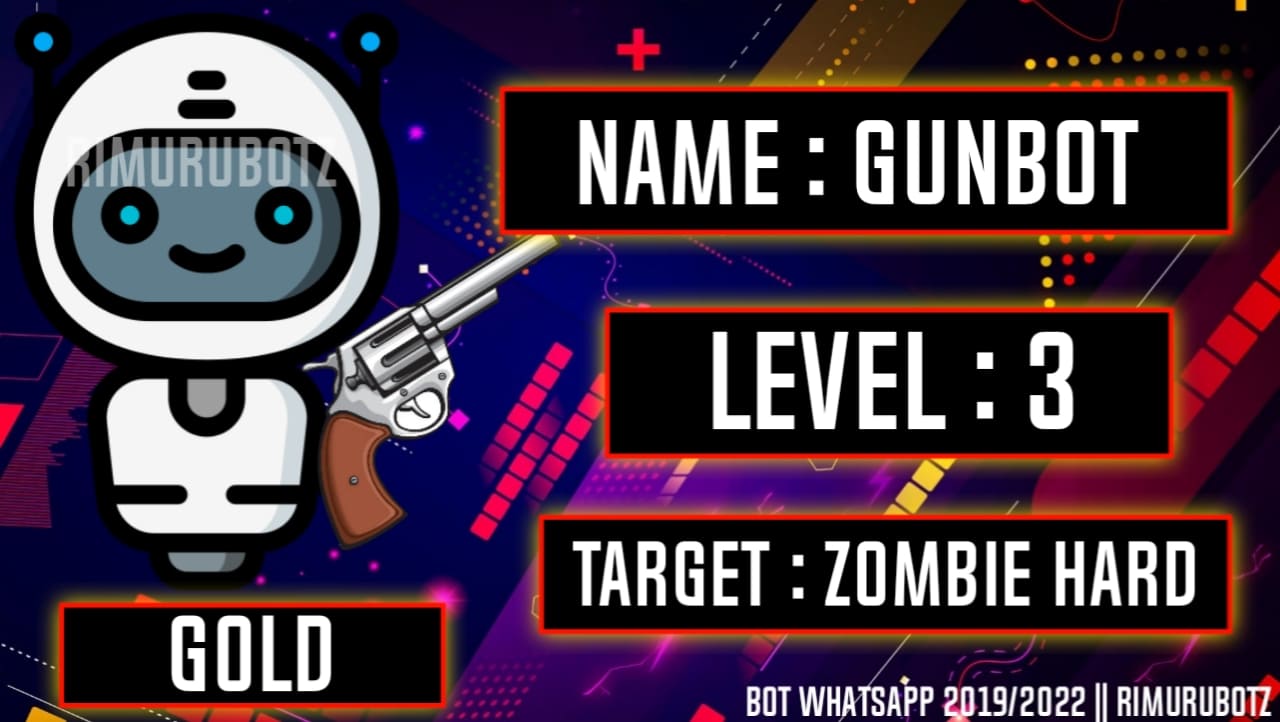 RIMURUBOTZ
NAME : GUNBOT
LEVEL : 3
TARGET : ZOMBIE HARD
GOLD
BOT WHATSAPP 2019/2022 || RIMURUBOTZ